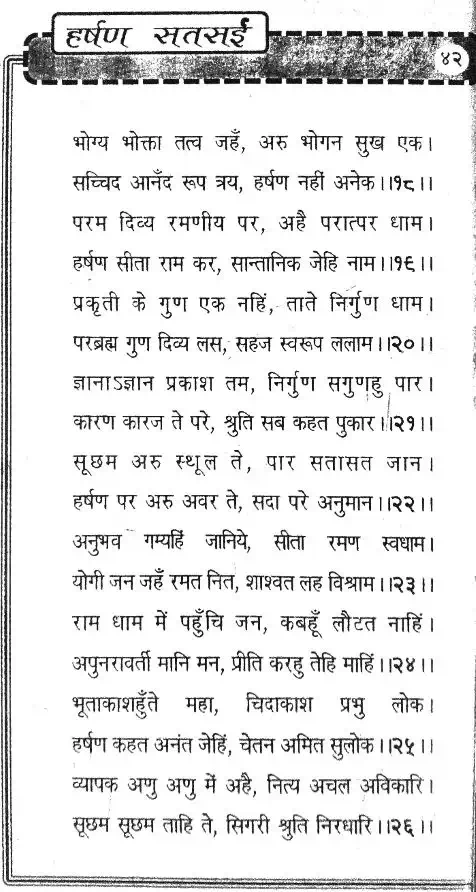 हर्षण सतसई
४२
भोग्य भोक्ता तत्व जहँ, अरु भोगन सुख एक।
सच्चिद आनँद रूप त्रय, हर्षण नहीं अनेक।।१८।।
परम दिव्य रमणीय पर, अहै परात्पर धाम।
हर्षण सीता राम कर, सान्तानिक जेहि नाम।।१९।।
प्रकृती के गुण एक नहिं, ताते निर्गुण धाम।
परब्रह्म गुण दिव्य लस, सहज स्वरूप ललाम।।२०।।
ज्ञानाऽज्ञान प्रकाश तम, निर्गुण सगुणहु पार।
कारण कारज ते परे, श्रुति सब कहत पुकार।।२१।।
सूछम अरु स्थूल ते, पार सतासत जान।
हर्षण पर अरु अवर ते, सदा परे अनुमान।।२२।।
अनुभव गम्यहिं जानिये, सीता रमण स्वधाम।
योगी जन जहँ रमत नित, शाश्वत लह विश्राम।।२३।।
राम धाम में पहुँचि जन, कबहूँ लौटत नाहिं।
अपुनरावर्ती मानि मन, प्रीति करहु तेहि माहिं।।२४।।
भूताकाशहुँते महा, चिदाकाश प्रभु लोक।
हर्षण कहत अनंत जेहिं, चेतन अमित सुलोक।।२५।।
व्यापक अणु अणु में अहै, नित्य अचल अविकारि।
सूछम सूछम ताहि ते, सिगरी श्रुति निरधारि।।२६।।